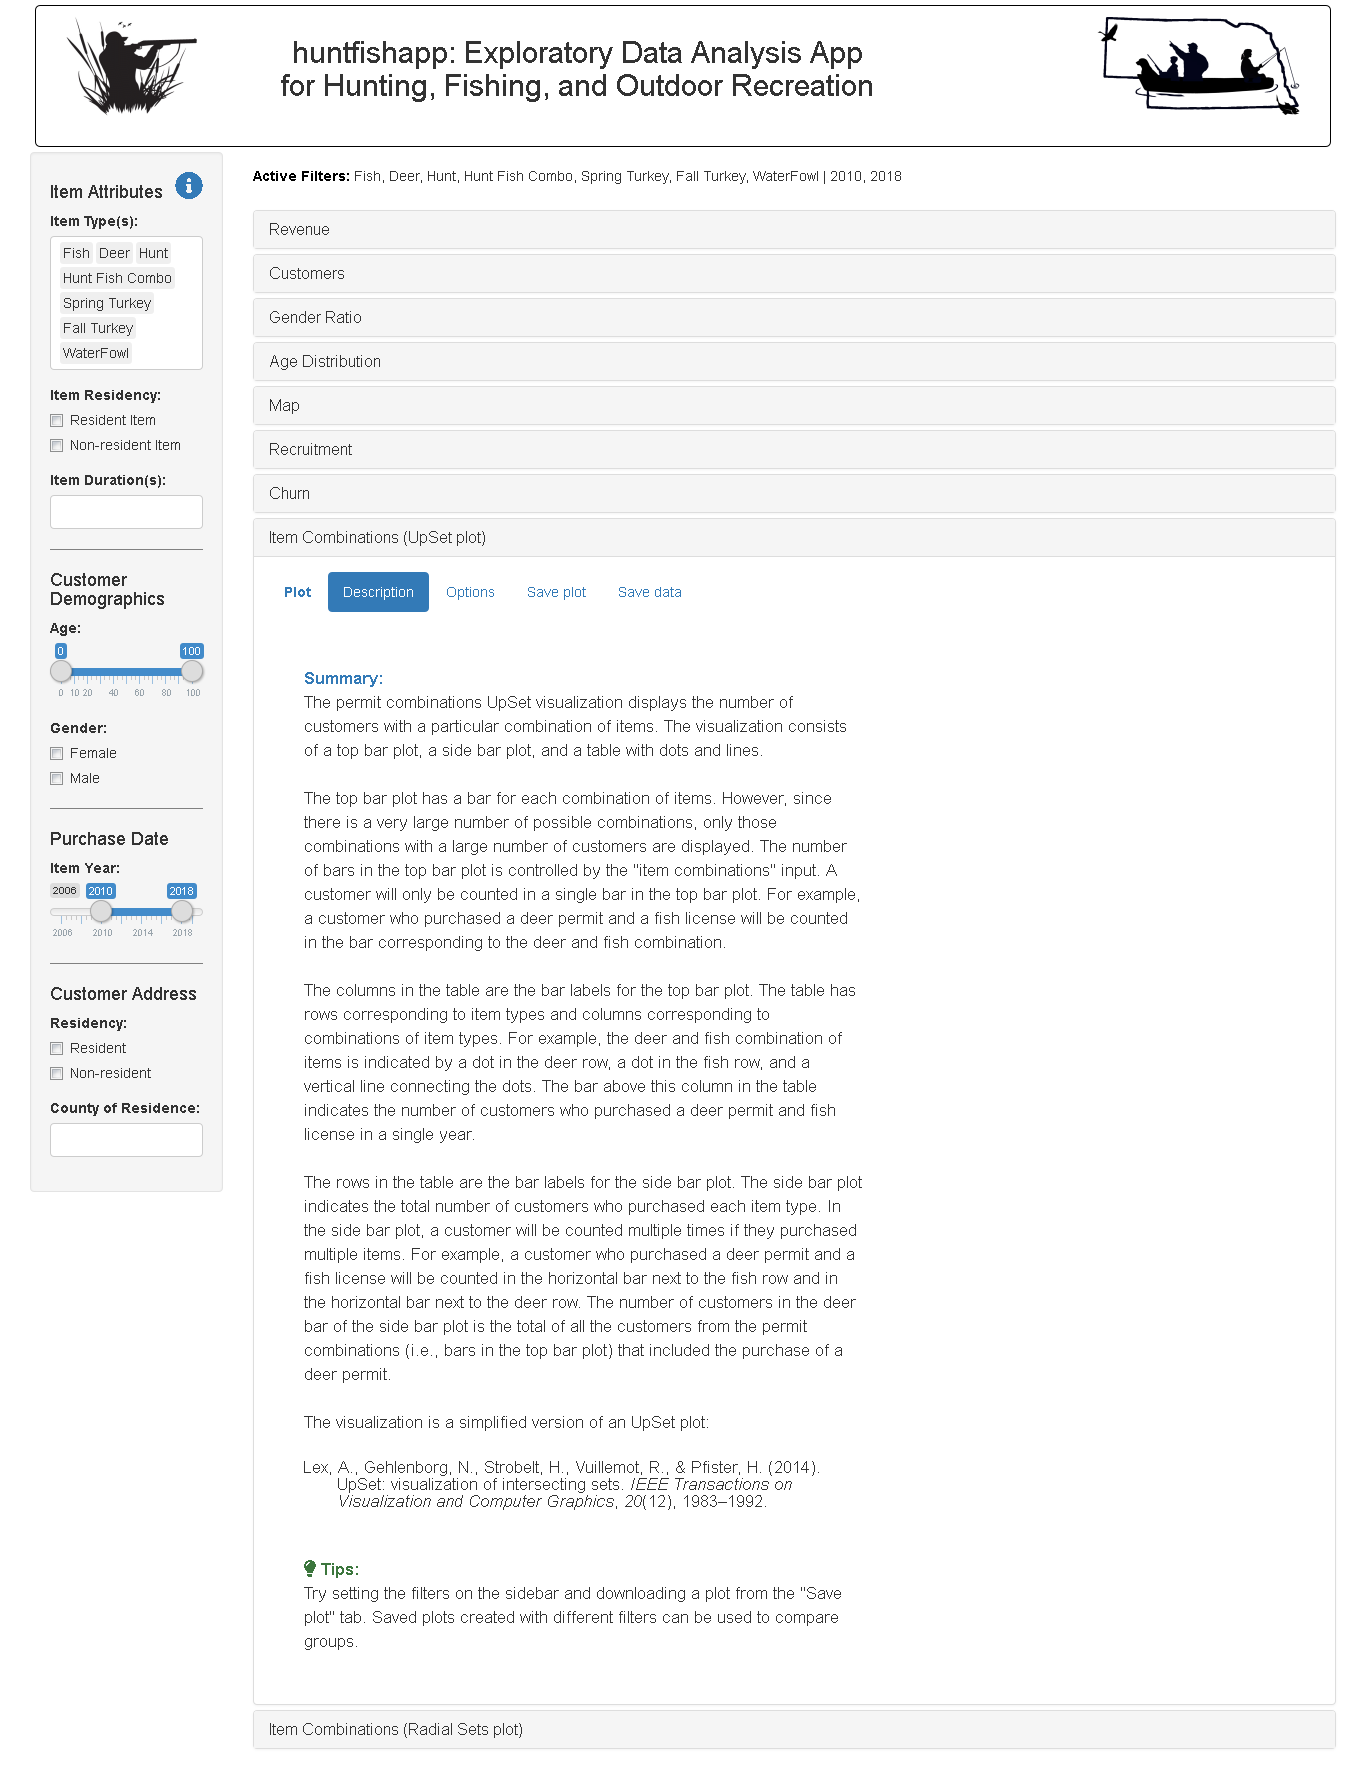 huntfishapp: Exploratory Data Analysis App
for Hunting, Fishing, and Outdoor Recreation
Item Attributes
Item Type(s):
Fish Deer Hunt
Hunt Fish Combo
Spring Turkey
Fall Turkey
WaterFowl
Item Residency:
Resident Item
Non-resident Item
Item Duration(s):
Customer
Demographics
Age:
0 100
0 10 20 40 60 80 100
Gender:
Female
Male
Purchase Date
Item Year:
2006 2010 2018
2006 2010 2014 2018
Customer Address
Residency:
Resident
Non-resident
County of Residence:
Active Filters: Fish, Deer, Hunt, Hunt Fish Combo, Spring Turkey, Fall Turkey, WaterFowl | 2010, 2018
Revenue
Customers
Gender Ratio
Age Distribution
Map
Recruitment
Churn
Item Combinations (UpSet plot)
Plot Description Options Save plot Save data
Summary:
The permit combinations UpSet visualization displays the number of
customers with a particular combination of items. The visualization consists
of a top bar plot, a side bar plot, and a table with dots and lines.
The top bar plot has a bar for each combination of items. However, since
there is a very large number of possible combinations, only those
combinations with a large number of customers are displayed. The number
of bars in the top bar plot is controlled by the "item combinations" input. A
customer will only be counted in a single bar in the top bar plot. For example,
a customer who purchased a deer permit and a fish license will be counted
in the bar corresponding to the deer and fish combination.
The columns in the table are the bar labels for the top bar plot. The table has
rows corresponding to item types and columns corresponding to
combinations of item types. For example, the deer and fish combination of
items is indicated by a dot in the deer row, a dot in the fish row, and a
vertical line connecting the dots. The bar above this column in the table
indicates the number of customers who purchased a deer permit and fish
license in a single year.
The rows in the table are the bar labels for the side bar plot. The side bar plot
indicates the total number of customers who purchased each item type. In
the side bar plot, a customer will be counted multiple times if they purchased
multiple items. For example, a customer who purchased a deer permit and a
fish license will be counted in the horizontal bar next to the fish row and in
the horizontal bar next to the deer row. The number of customers in the deer
bar of the side bar plot is the total of all the customers from the permit
combinations (i.e., bars in the top bar plot) that included the purchase of a
deer permit.
The visualization is a simplified version of an UpSet plot:
Lex, A., Gehlenborg, N., Strobelt, H., Vuillemot, R., & Pfister, H. (2014).
UpSet: visualization of intersecting sets. IEEE Transactions on
Visualization and Computer Graphics, 20(12), 1983–1992.
Tips:
Try setting the filters on the sidebar and downloading a plot from the "Save
plot" tab. Saved plots created with different filters can be used to compare
groups.
Item Combinations (Radial Sets plot)